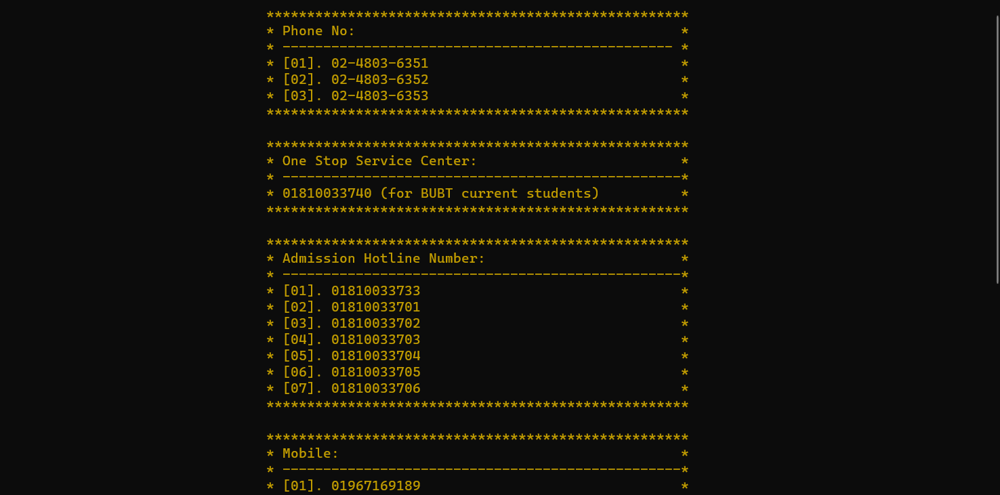 ****************************************************
* Phone No:                                        *
* ------------------------------------------------ *
* [01]. 02-4803-6351                               *
* [02]. 02-4803-6352                               *
* [03]. 02-4803-6353                               *
****************************************************
****************************************************
* One Stop Service Center:                         *
* -------------------------------------------------*
* 01810033740 (for BUBT current students)          *
****************************************************
****************************************************
* Admission Hotline Number:                        *
* -------------------------------------------------*
* [01]. 01810033733                                *
* [02]. 01810033701                                *
* [03]. 01810033702                                *
* [04]. 01810033703                                *
* [05]. 01810033704                                *
* [06]. 01810033705                                *
* [07]. 01810033706                                *
****************************************************
****************************************************
* Mobile:                                          *
* -------------------------------------------------*
* [01]. 01967169189                                *